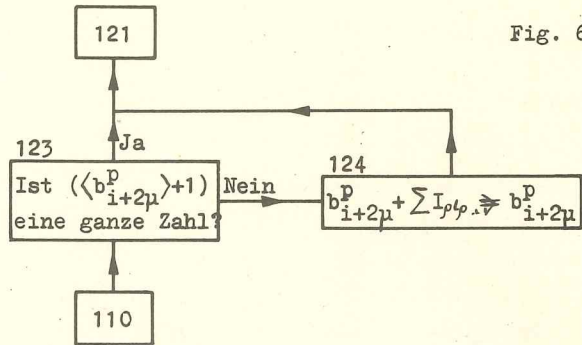 121
Fig. 6
Ja
123
Ist (⟨b^p_{i+2μ}⟩+1)
eine ganze Zahl?
Nein
124
b^p_{i+2μ} + ∑ I_{ρ ⇛ b^p_{i+2μ}
110